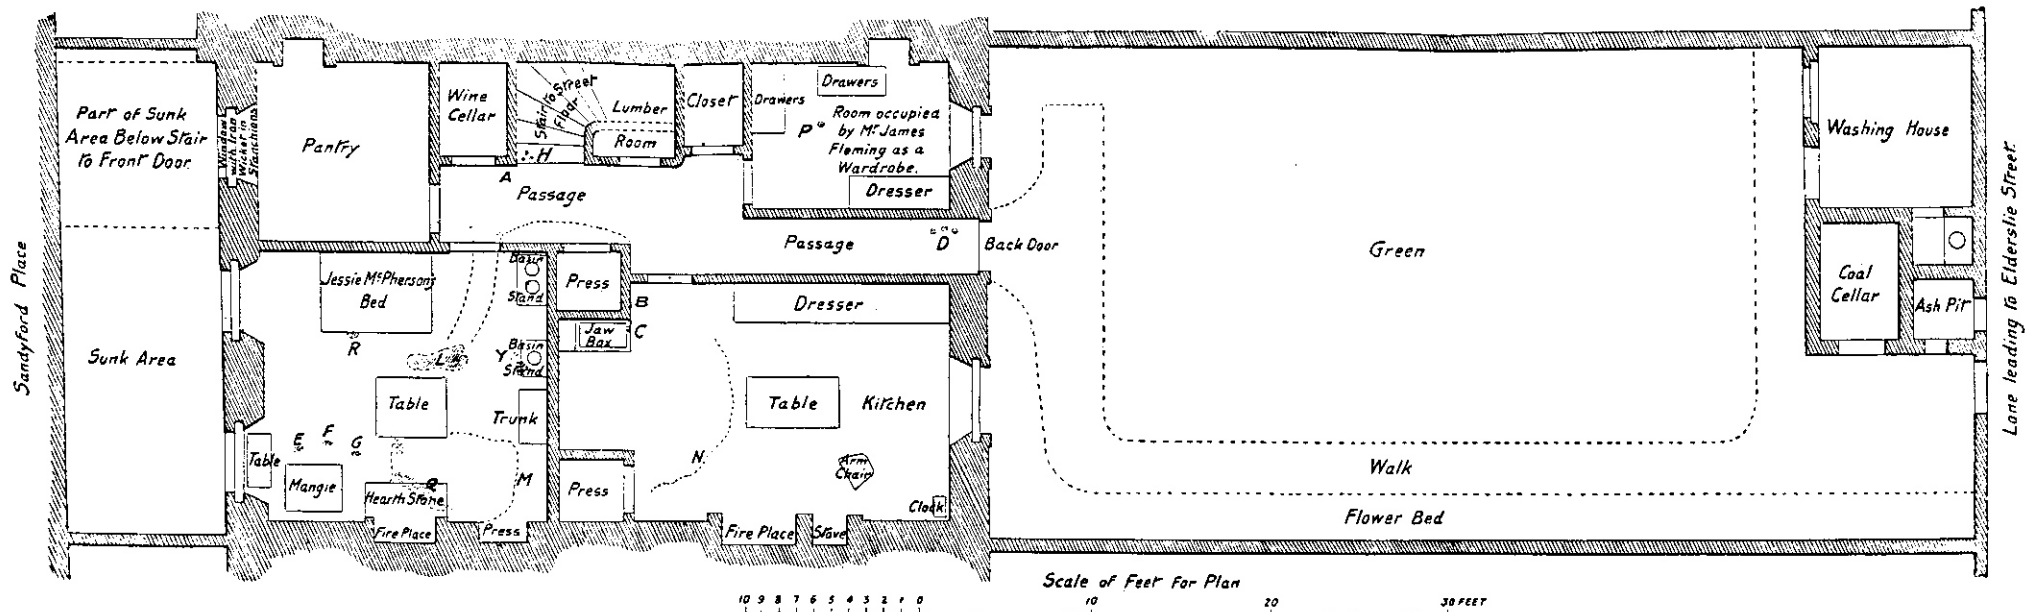 Sandyford Place
Part of Sunk
Area Below Stair
to Front Door.
Sunk Area
Window
with Iron
Wicket in
Stanchions
Pantry
Wine
Cellar
Stair to Street
Floor
H
A
Lumber
Room
Closet
Drawers
Drawers
P
Room occupied
by Mr. James
Fleming as a
Wardrobe.
Dresser
Passage
Passage
D
Back Door
Jessie McPhersons
Bed
R
L
Basin
Stand
Y
Basin
Stand
Table
Trunk
E
F
G
Table
Mangle
Hearth Stone
Q
M
Fire Place
Press
Press
B
Jaw
Box
C
Dresser
Table
Kitchen
N
Arm
Chair
Press
Clock
Fire Place
Stove
Green
Walk
Flower Bed
Washing House
Coal
Cellar
Ash Pit
Lane leading to Elderslie Street.
Scale of Feet for Plan
10 9 8 7 6 5 4 3 2 1 0 10 20 30 FEET